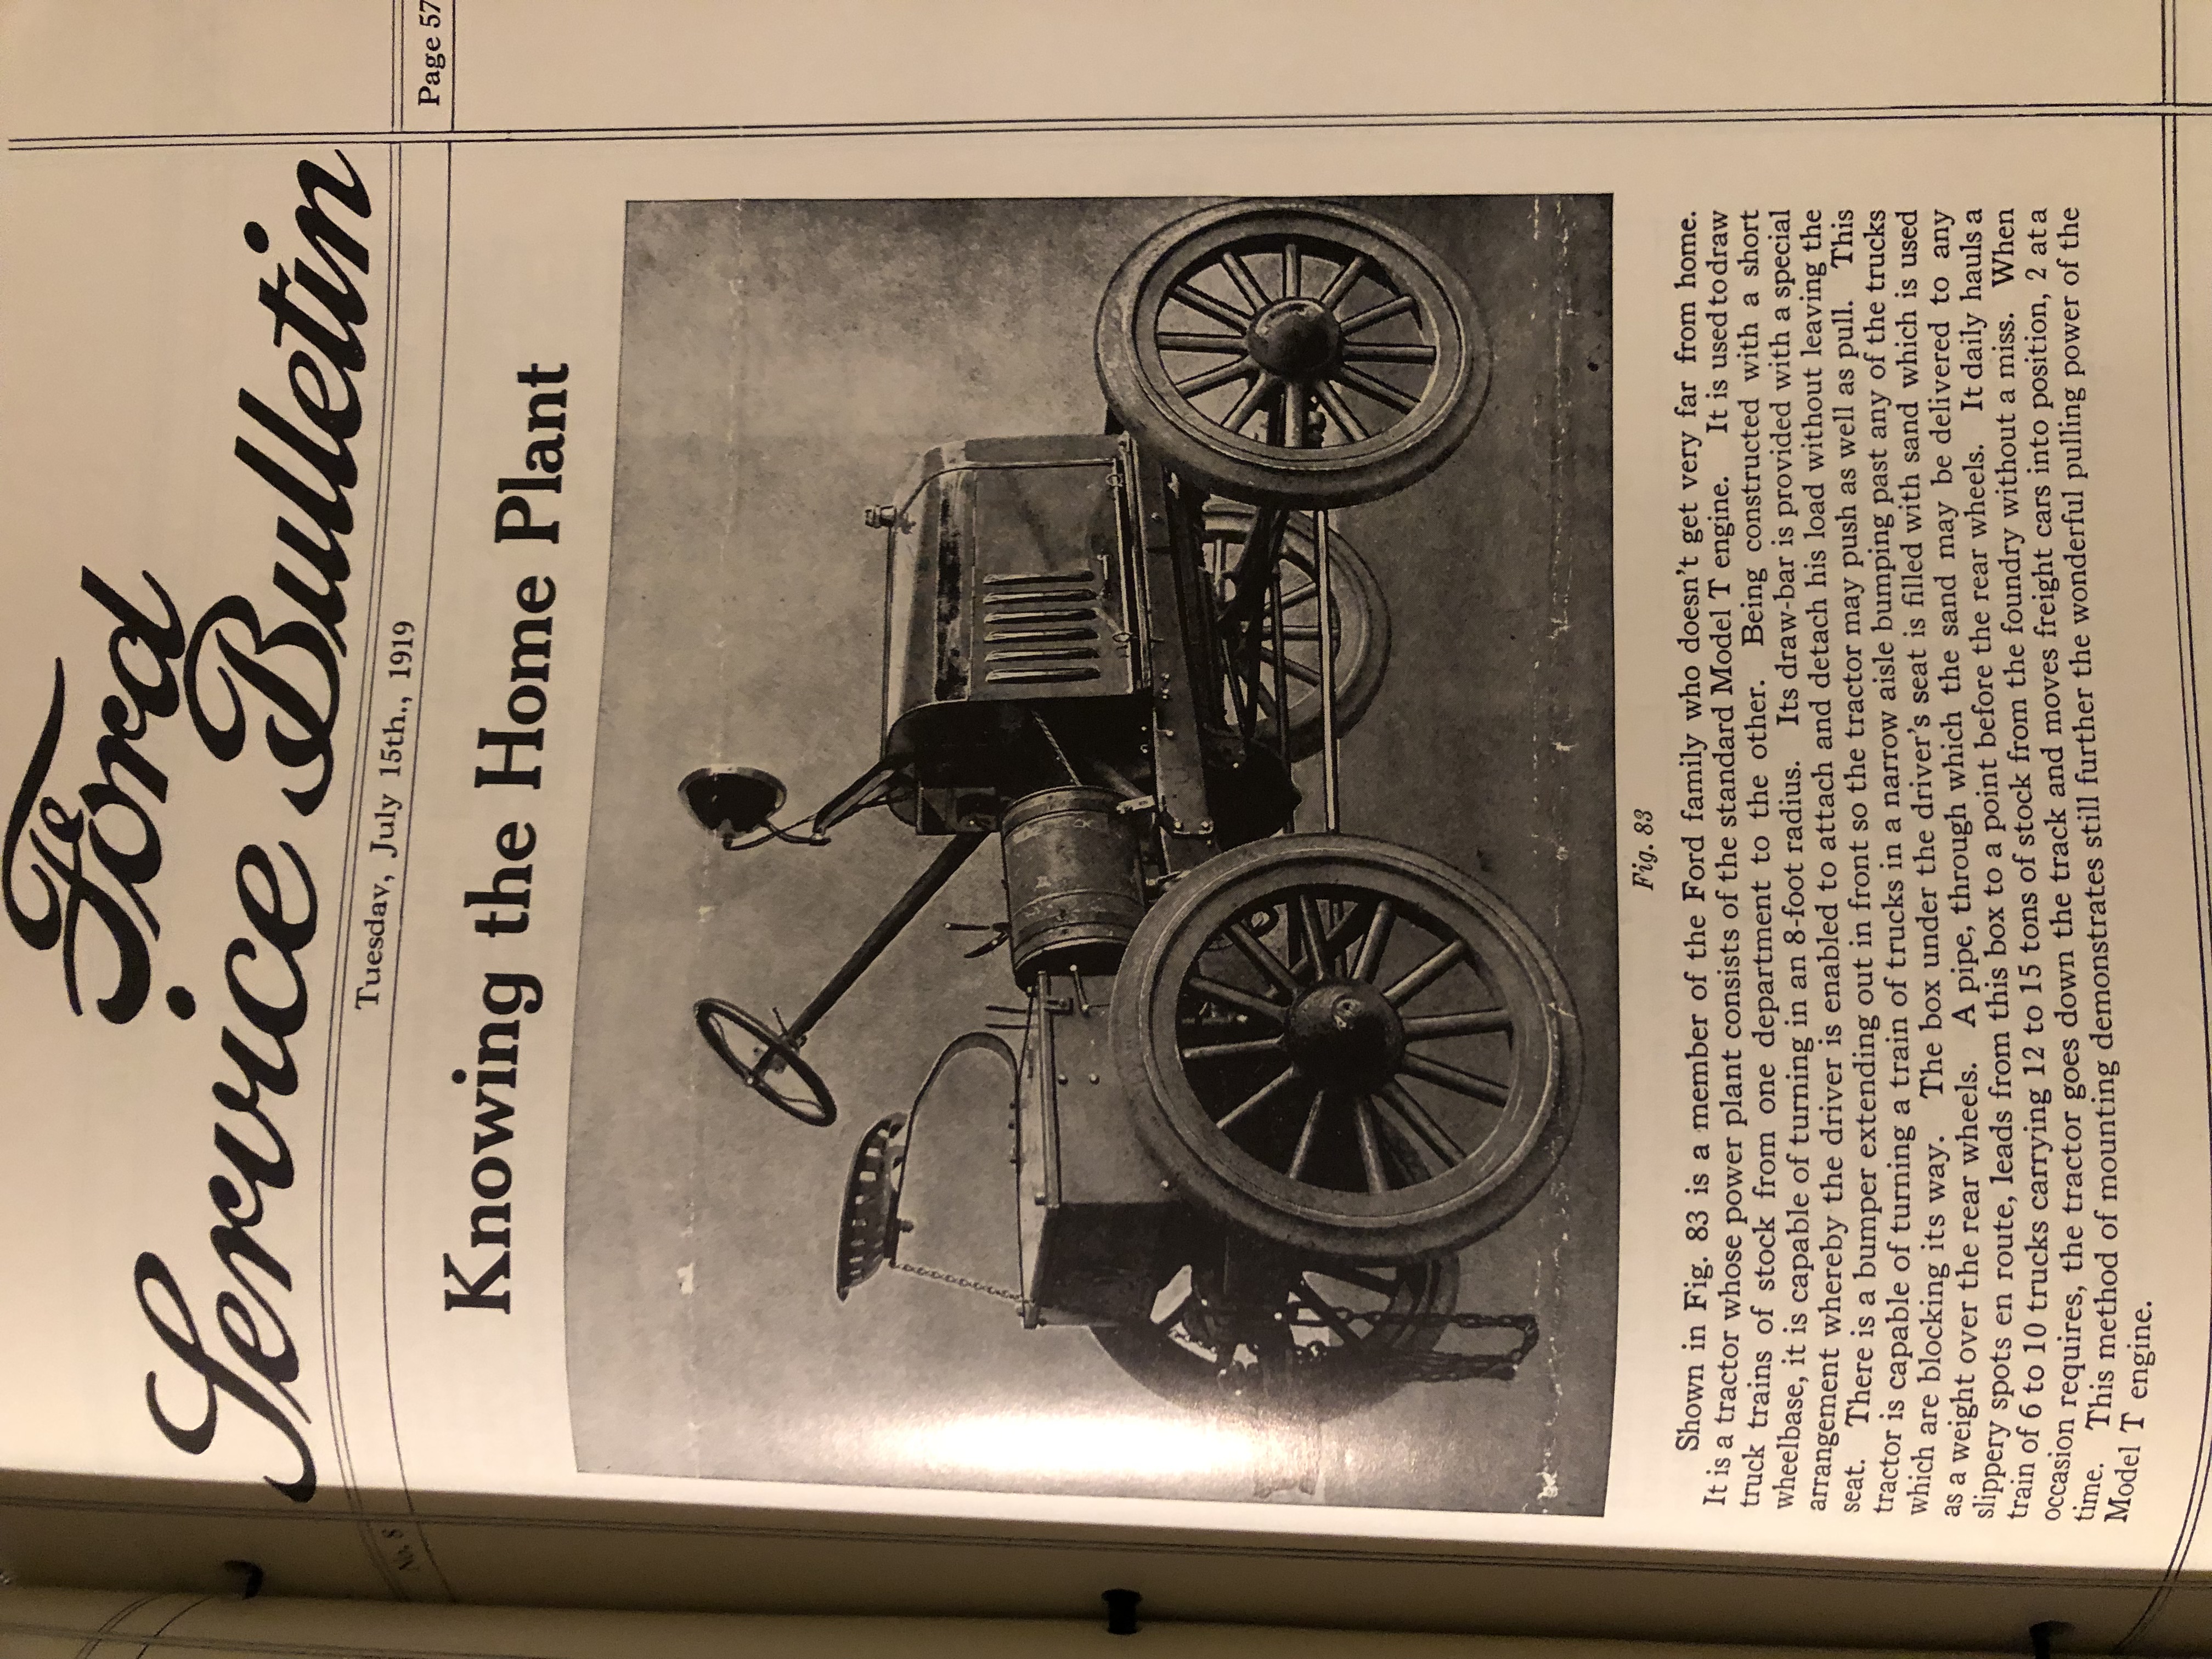 Ford
Service Bulletin
No. 8
Tuesday, July 15th., 1919
Page 57
Knowing the Home Plant
Fig. 83
Shown in Fig. 83 is a member of the Ford family who doesn't get very far from home.
It is a tractor whose power plant consists of the standard Model T engine. It is used to draw
truck trains of stock from one department to the other. Being constructed with a short
wheelbase, it is capable of turning in an 8-foot radius. Its draw-bar is provided with a special
arrangement whereby the driver is enabled to attach and detach his load without leaving the
seat. There is a bumper extending out in front so the tractor may push as well as pull. This
tractor is capable of turning a train of trucks in a narrow aisle bumping past any of the trucks
which are blocking its way. The box under the driver's seat is filled with sand which is used
as a weight over the rear wheels. A pipe, through which the sand may be delivered to any
slippery spots en route, leads from this box to a point before the rear wheels. It daily hauls a
train of 6 to 10 trucks carrying 12 to 15 tons of stock from the foundry without a miss. When
occasion requires, the tractor goes down the track and moves freight cars into position, 2 at a
time. This method of mounting demonstrates still further the wonderful pulling power of the
Model T engine.